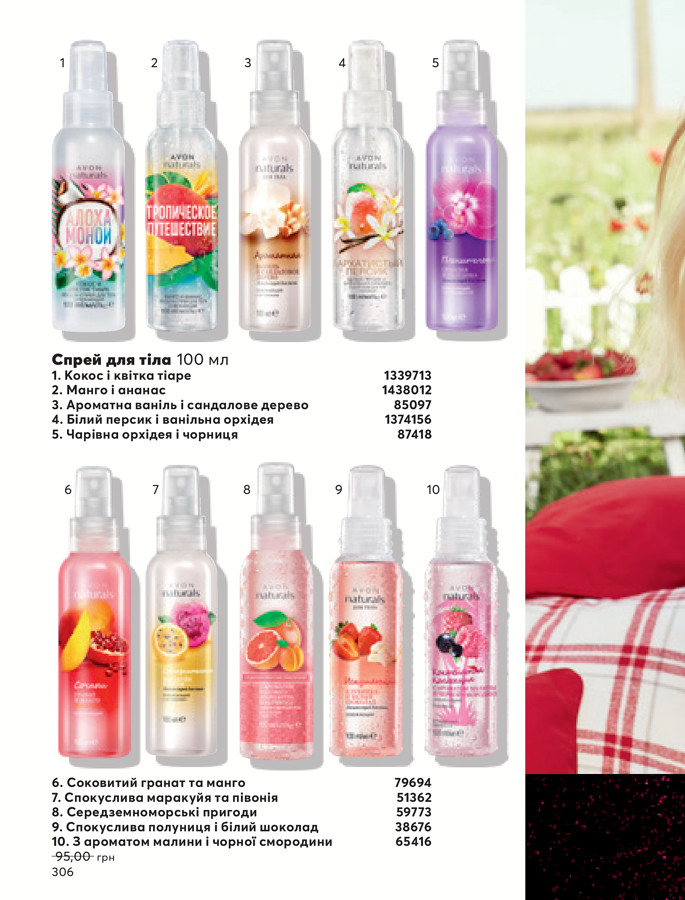 1
2
3
4
5
AVON
naturals
АЛОХА
МОНОЙ
AVON
naturals
ТРОПИЧЕСКОЕ
ПУТЕШЕСТВИЕ
AVON
naturals
ДЛЯ ТЕЛА
Ароматная
AVON
naturals
БАРХАТИСТЫЙ
ПЕРСИК
AVON
naturals
Спрей для тіла 100 мл
1. Кокос і квітка тіаре 1339713
2. Манго і ананас 1438012
3. Ароматна ваніль і сандалове дерево 85097
4. Білий персик і ванільна орхідея 1374156
5. Чарівна орхідея і чорниця 87418
6
7
8
9
10
AVON
naturals
AVON
naturals
AVON
naturals
AVON
naturals
ДЛЯ ТЕЛА
AVON
naturals
6. Соковитий гранат та манго 79694
7. Спокуслива маракуйя та півонія 51362
8. Середземноморські пригоди 59773
9. Спокуслива полуниця і білий шоколад 38676
10. З ароматом малини і чорної смородини 65416
95,00 грн
306